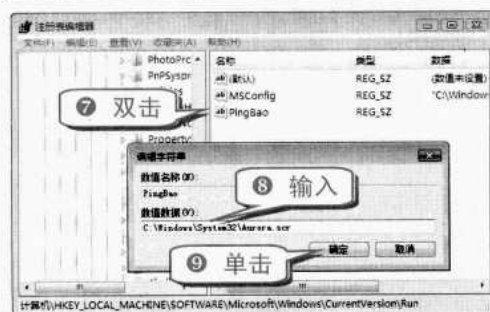 注册表编辑器
文件(F) 编辑(E) 查看(V) 收藏夹(A) 帮助(H)
PhotoPrc
PnPSyspr
Property
名称 类型 数据
ab (默认) REG_SZ (数值未设置)
ab MSConfig REG_SZ "C:\Window
ab PingBao REG_SZ
❼ 双击
编辑字符串
数值名称(N):
PingBao
❽ 输入
数值数据(V):
C:\Windows\System32\Aurora.scr
❾ 单击
确定 取消
计算机\HKEY_LOCAL_MACHINE\SOFTWARE\Microsoft\Windows\CurrentVersion\Run